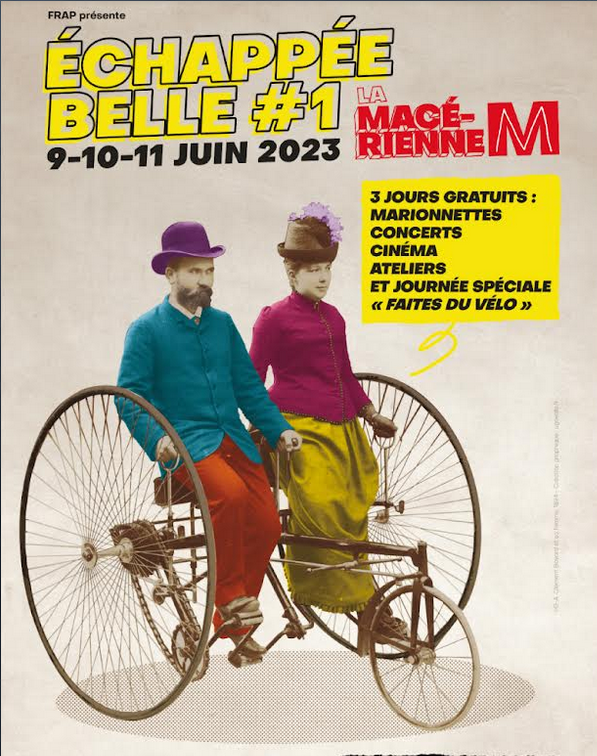 FRAP présente
ÉCHAPPÉE
BELLE #1
9-10-11 JUIN 2023
LA
MACÉ-
RIENNE
M
3 JOURS GRATUITS :
MARIONNETTES
CONCERTS
CINÉMA
ATELIERS
ET JOURNÉE SPÉCIALE
« FAITES DU VÉLO »